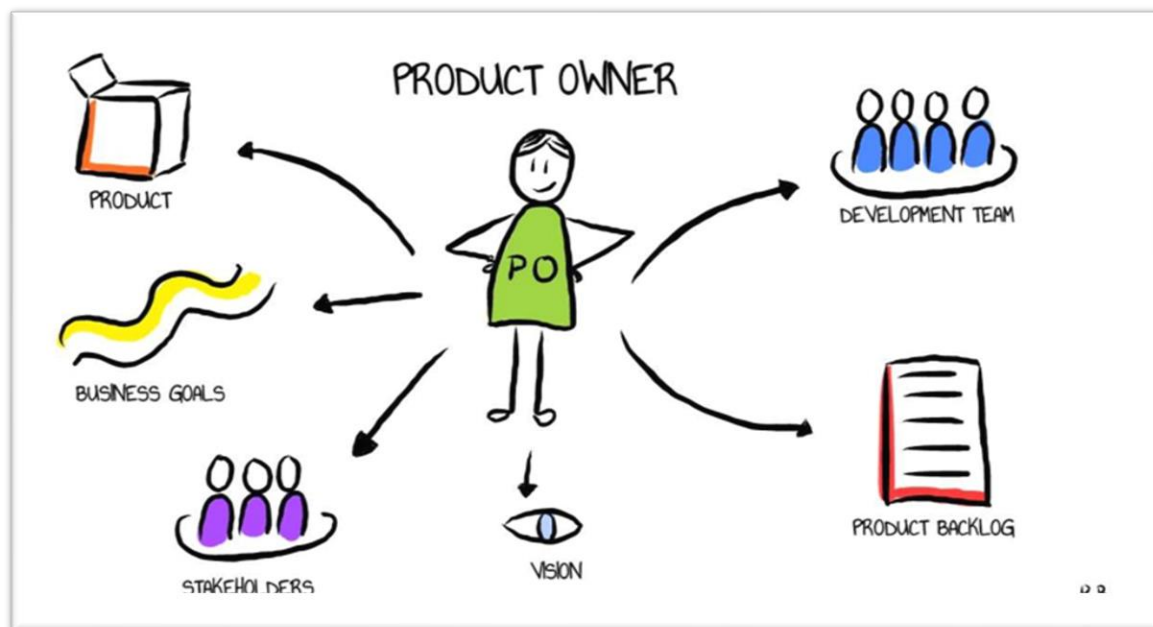 PRODUCT OWNER
PRODUCT
DEVELOPMENT TEAM
PO
BUSINESS GOALS
PRODUCT BACKLOG
VISION
STAKEHOLDERS